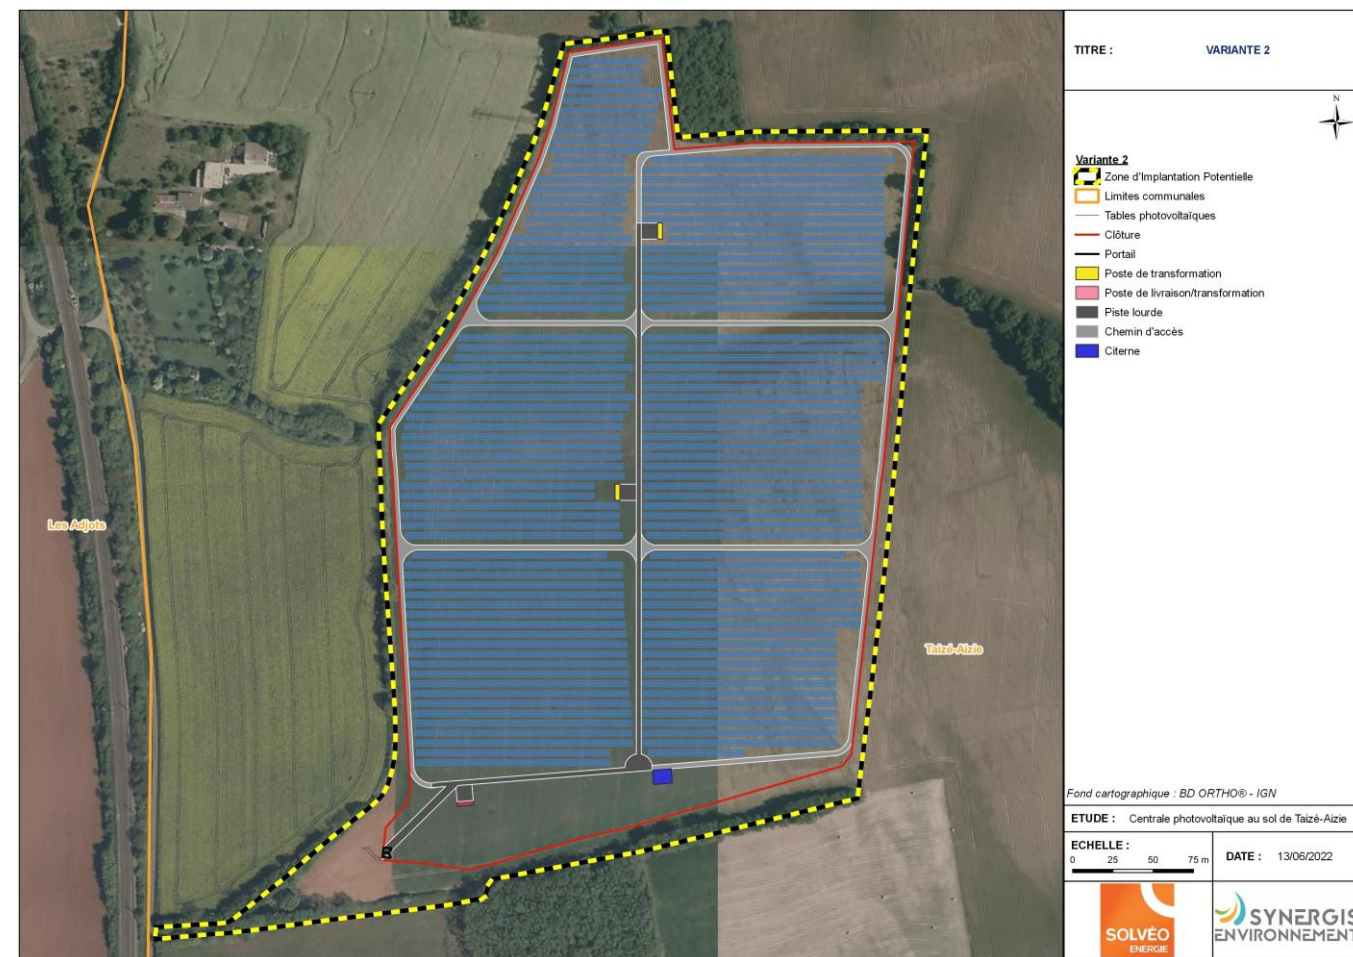 TITRE : VARIANTE 2
N
Variante 2
Zone d'Implantation Potentielle
Limites communales
Tables photovoltaïques
Clôture
Portail
Poste de transformation
Poste de livraison/transformation
Piste lourde
Chemin d'accès
Citerne
Les Adjots
Taizé-Aizie
Fond cartographique : BD ORTHO® - IGN
ETUDE : Centrale photovoltaïque au sol de Taizé-Aizie
ECHELLE :
0 25 50 75 m
DATE : 13/06/2022
SOLVÉO
ENERGIE
SYNERGIS
ENVIRONNEMENT